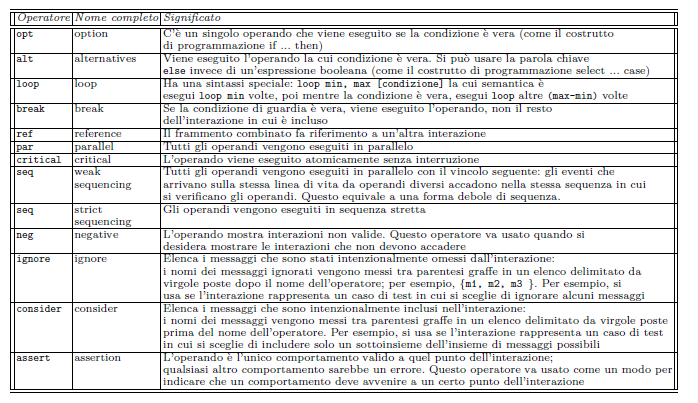 Operatore Nome completo Significato
opt option C'è un singolo operando che viene eseguito se la condizione è vera (come il costrutto
di programmazione if ... then)
alt alternatives Viene eseguito l'operando la cui condizione è vera. Si può usare la parola chiave
else invece di un'espressione booleana (come il costrutto di programmazione select ... case)
loop loop Ha una sintassi speciale: loop min, max [condizione] la cui semantica è
esegui loop min volte, poi mentre la condizione è vera, esegui loop altre (max-min) volte
break break Se la condizione di guardia è vera, viene eseguito l'operando, non il resto
dell'interazione in cui è incluso
ref reference Il frammento combinato fa riferimento a un'altra interazione
par parallel Tutti gli operandi vengono eseguiti in parallelo
critical critical L'operando viene eseguito atomicamente senza interruzione
seq weak Tutti gli operandi vengono eseguiti in parallelo con il vincolo seguente: gli eventi che
sequencing arrivano sulla stessa linea di vita da operandi diversi accadono nella stessa sequenza in cui
si verificano gli operandi. Questo equivale a una forma debole di sequenza.
seq strict Gli operandi vengono eseguiti in sequenza stretta
sequencing
neg negative L'operando mostra interazioni non valide. Questo operatore va usato quando si
desidera mostrare le interazioni che non devono accadere
ignore ignore Elenca i messaggi che sono stati intenzionalmente omessi dall'interazione:
i nomi dei messaggi ignorati vengono messi tra parentesi graffe in un elenco delimitato da
virgole poste dopo il nome dell'operatore; per esempio, {m1, m2, m3 }. Per esempio, si
usa se l'interazione rappresenta un caso di test in cui si sceglie di ignorare alcuni messaggi
consider consider Elenca i messaggi che sono intenzionalmente inclusi nell'interazione:
i nomi dei messaggi vengono messi tra parentesi graffe in un elenco delimitato da virgole poste
prima del nome dell'operatore. Per esempio, si usa se l'interazione rappresenta un caso di test
in cui si sceglie di includere solo un sottoinsieme dell'insieme di messaggi possibili
assert assertion L'operando è l'unico comportamento valido a quel punto dell'interazione;
qualsiasi altro comportamento sarebbe un errore. Questo operatore va usato come un modo per
indicare che un comportamento deve avvenire a un certo punto dell'interazione